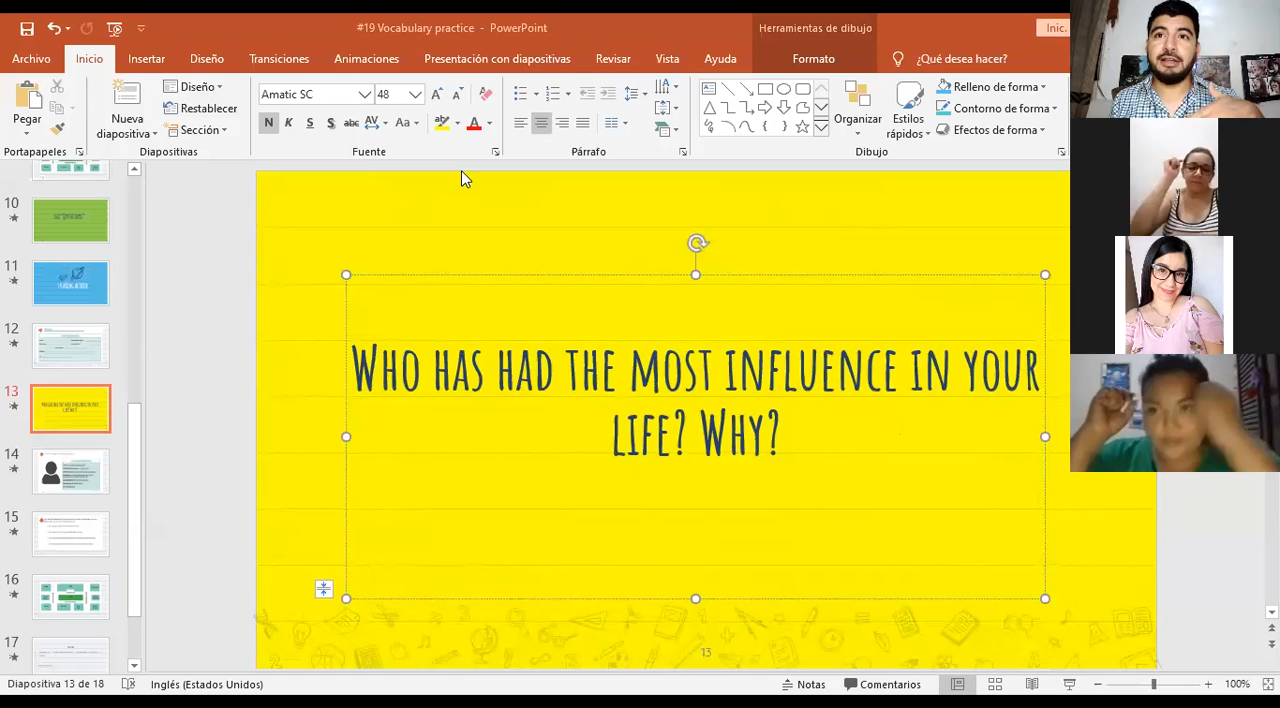 #19 Vocabulary practice - PowerPoint
Herramientas de dibujo
Inic.
Archivo
Inicio
Insertar
Diseño
Transiciones
Animaciones
Presentación con diapositivas
Revisar
Vista
Ayuda
Formato
¿Qué desea hacer?
Pegar
Portapapeles
Nueva
diapositiva
Diseño
Restablecer
Sección
Diapositivas
Amatic SC
48
N K S S abc AV Aa A
Fuente
Párrafo
Organizar
Estilos
rápidos
Relleno de forma
Contorno de forma
Efectos de forma
Dibujo
10
11
12
13
14
15
16
17
Who has had the most influence in your
life? Why?
13
Diapositiva 13 de 18
Inglés (Estados Unidos)
Notas
Comentarios
100%